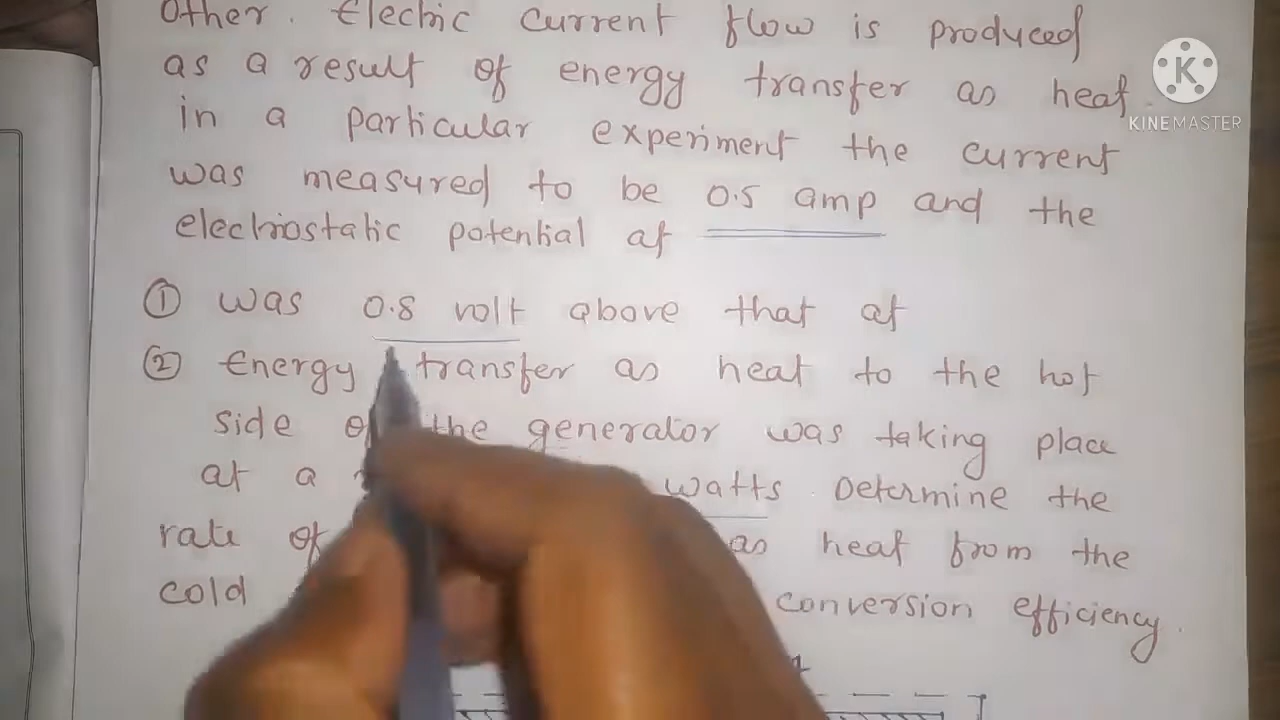 Other. Electric current flow is produced
as a result of energy transfer as heat.
in a particular experiment the current
was measured to be 0.5 amp and the
electrostatic potential at
① was 0.8 volt above that at
② Energy transfer as heat to the hot
side of the generator was taking place
at a watts. Determine the
rate of as heat from the
cold conversion efficiency.
K
KINEMASTER